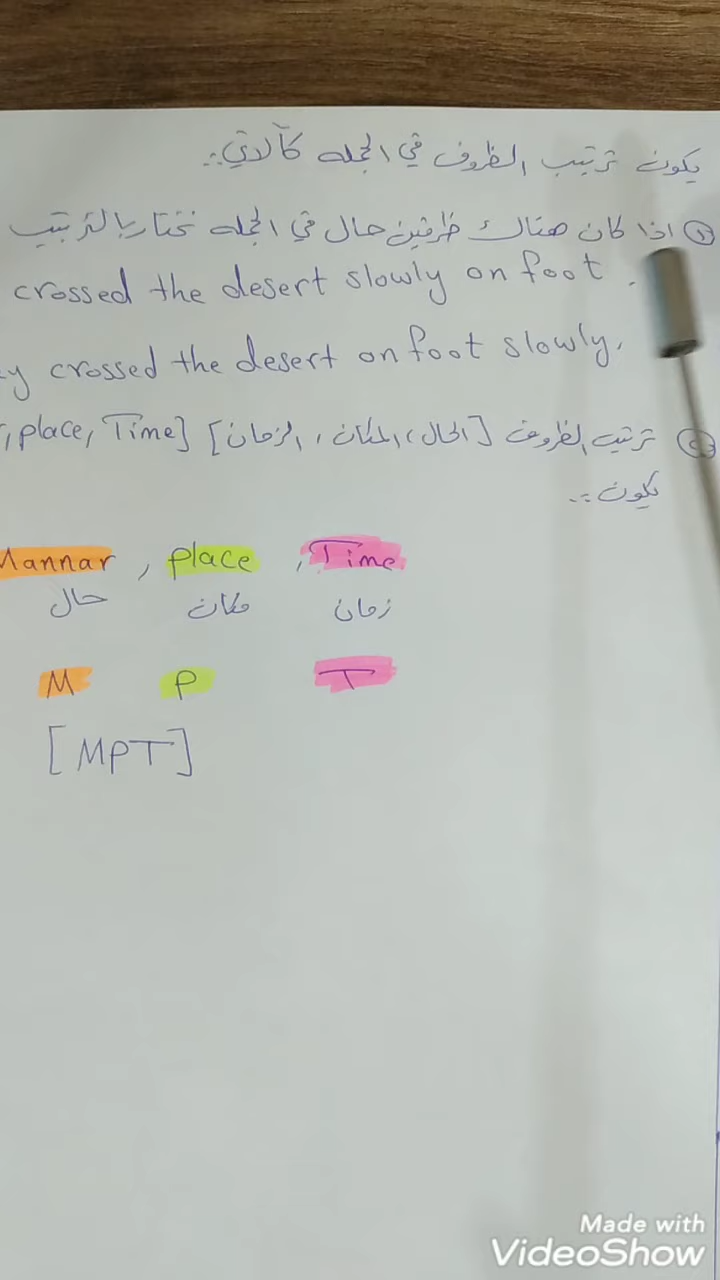 يكون ترتيب الظروف في الجمله كالآتي :-
① اذا كان هناك ظرفين حال في الجمله نختار بالترتيب
crossed the desert slowly on foot .
ey crossed the desert on foot slowly.
② ترتيب الظروف [الحال، المكان، الزمان] [, place, Time
يكون :-
Mannar , place , Time
حال مكان زمان
M P T
[MPT]
Made with
VideoShow